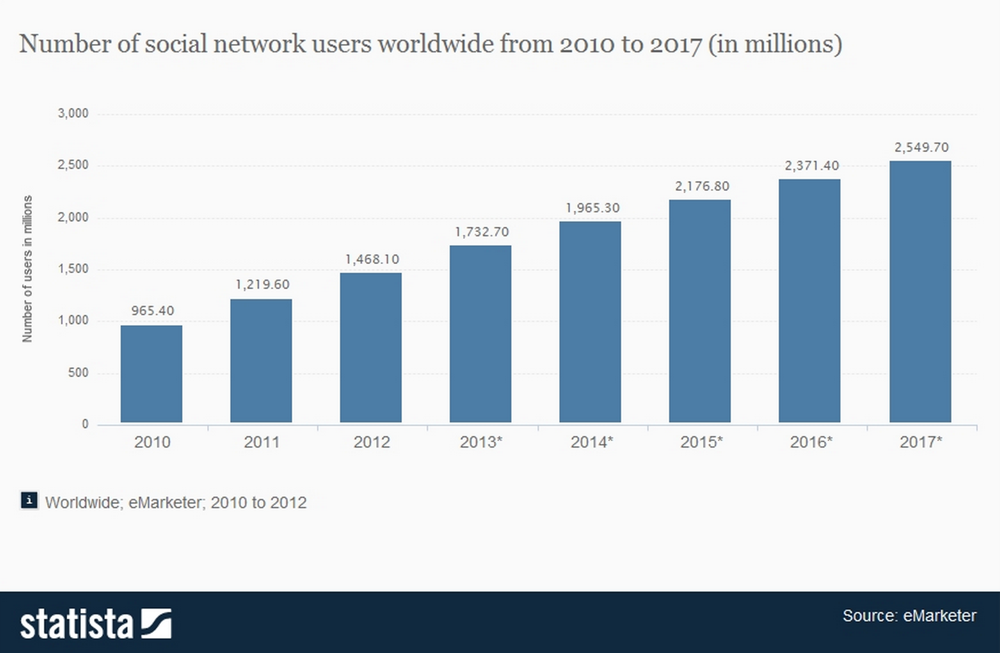 Number of social network users worldwide from 2010 to 2017 (in millions)
Number of users in millions
3,000
2,500
2,000
1,500
1,000
500
0
965.40
1,219.60
1,468.10
1,732.70
1,965.30
2,176.80
2,371.40
2,549.70
2010 2011 2012 2013* 2014* 2015* 2016* 2017*
i Worldwide; eMarketer; 2010 to 2012
statista
Source: eMarketer